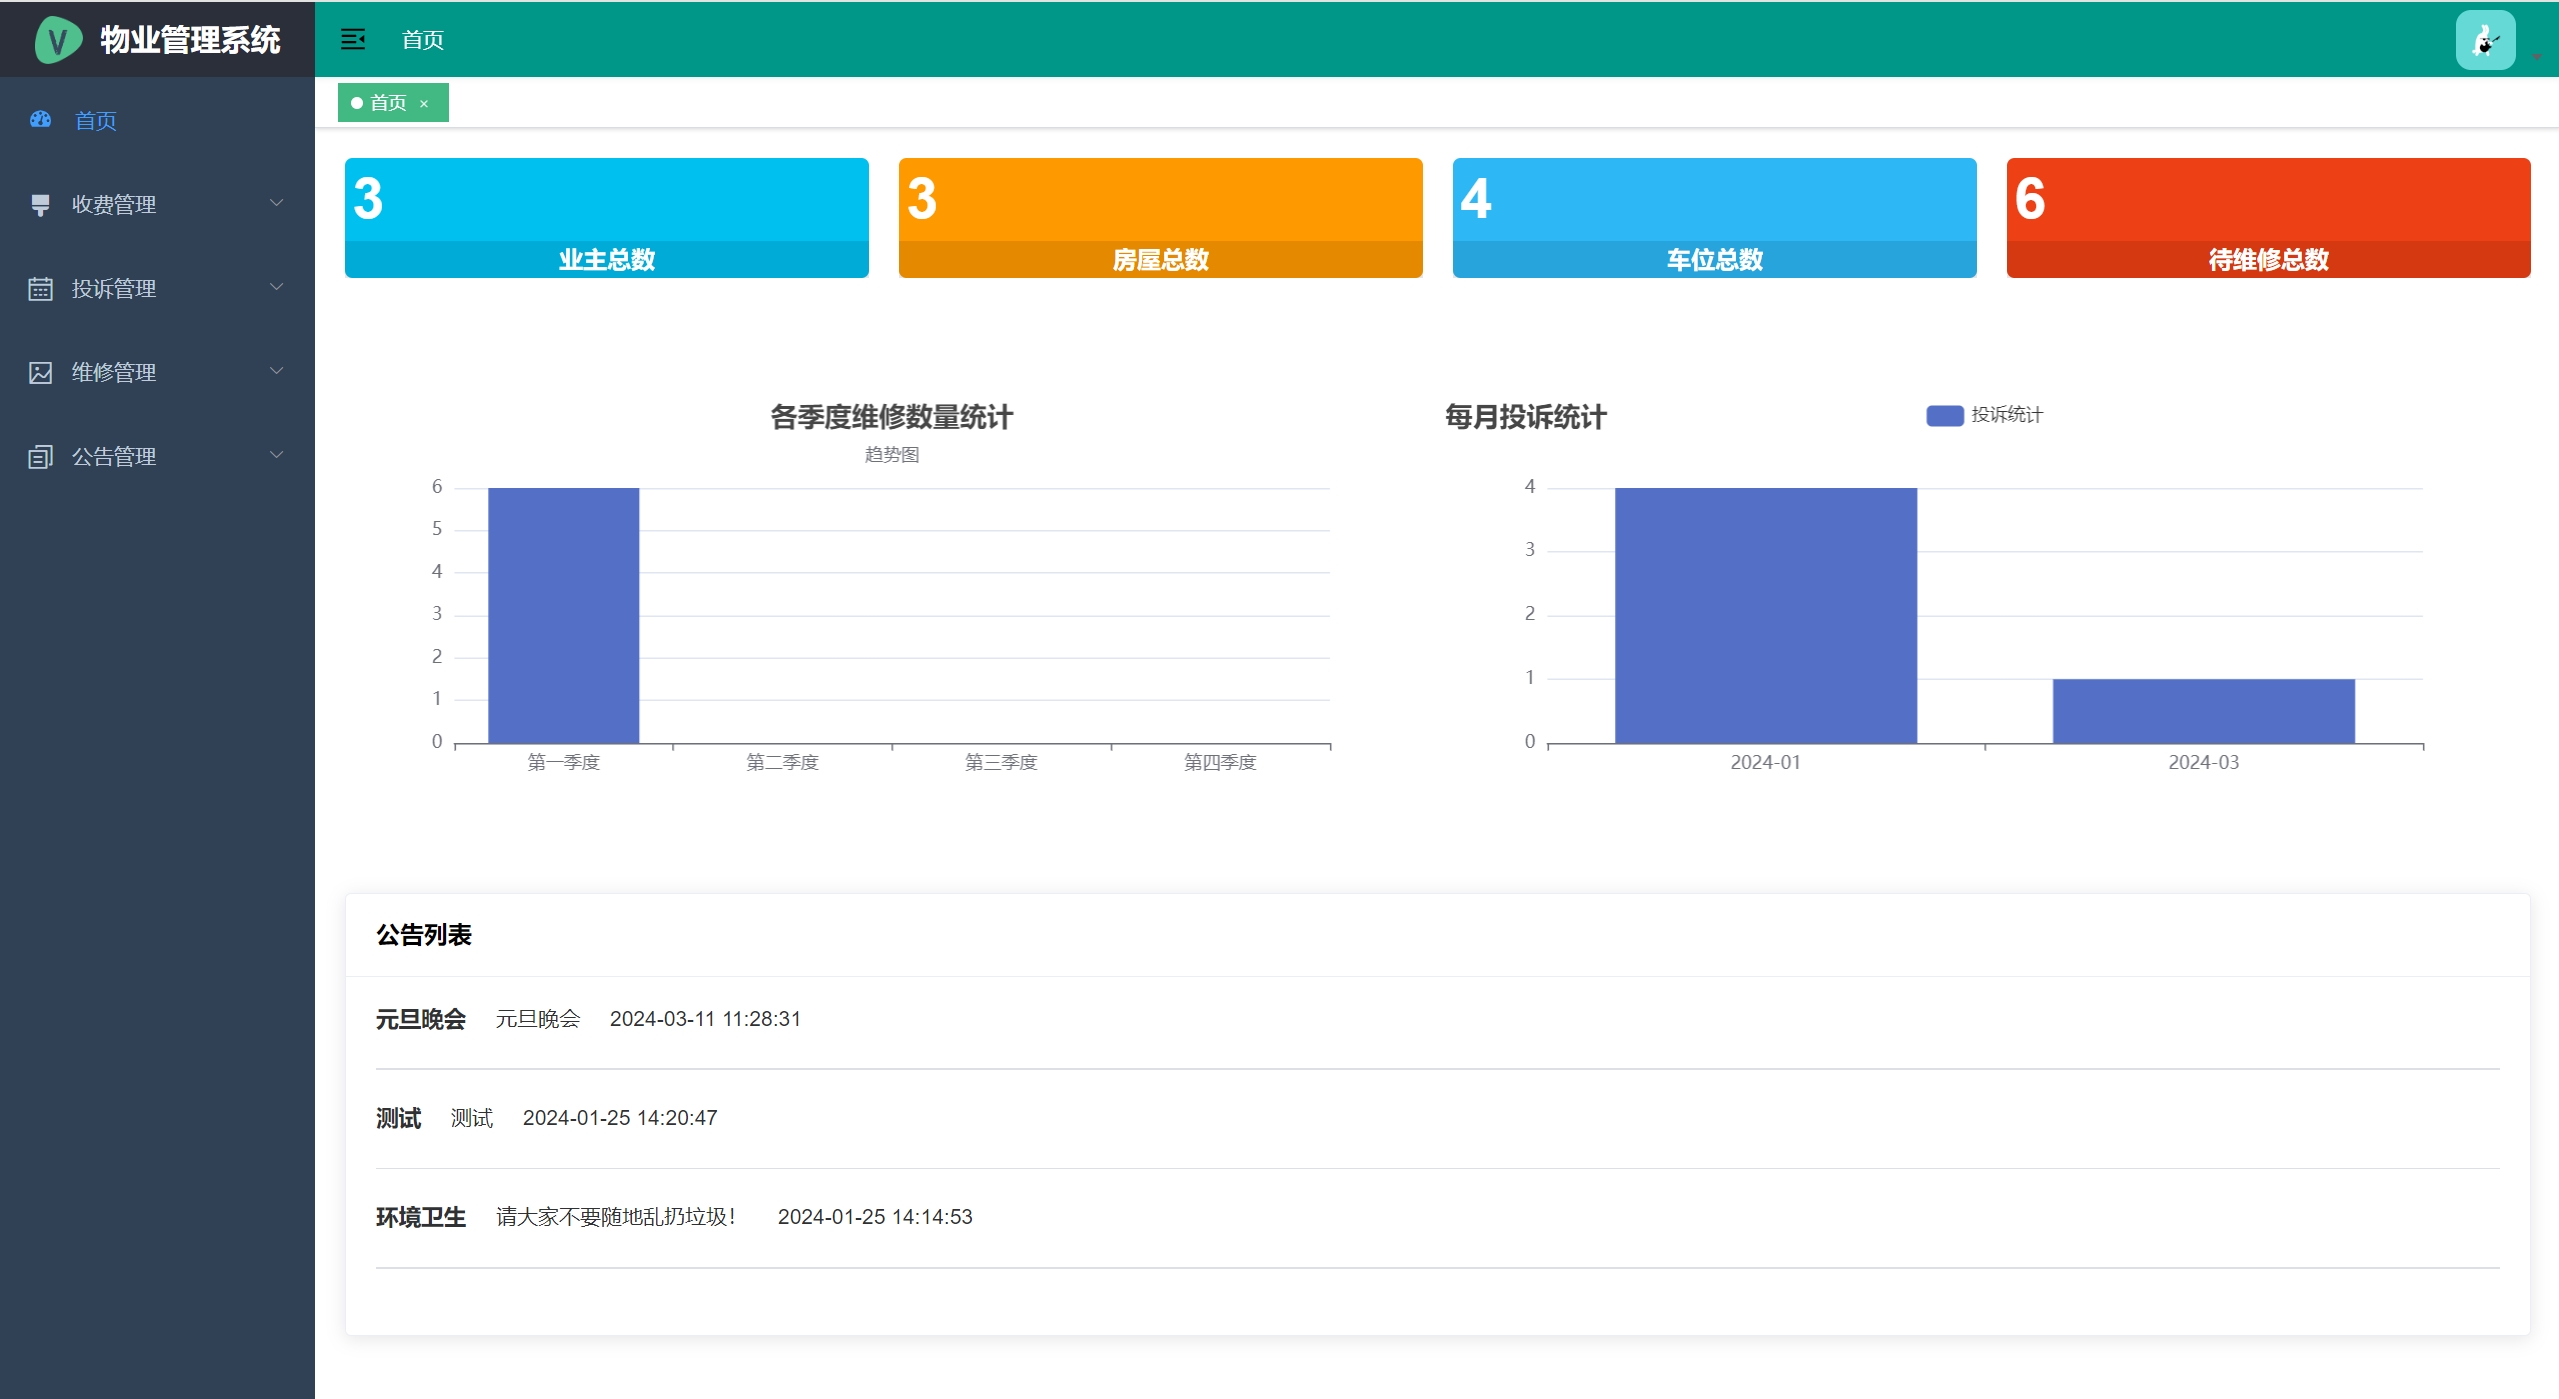 V 物业管理系统
首页
首页
收费管理
投诉管理
维修管理
公告管理
首页 ×
3
业主总数
3
房屋总数
4
车位总数
6
待维修总数
各季度维修数量统计
趋势图
6
5
4
3
2
1
0
第一季度 第二季度 第三季度 第四季度
每月投诉统计
投诉统计
4
3
2
1
0
2024-01 2024-03
公告列表
元旦晚会 元旦晚会 2024-03-11 11:28:31
测试 测试 2024-01-25 14:20:47
环境卫生 请大家不要随地乱扔垃圾！ 2024-01-25 14:14:53